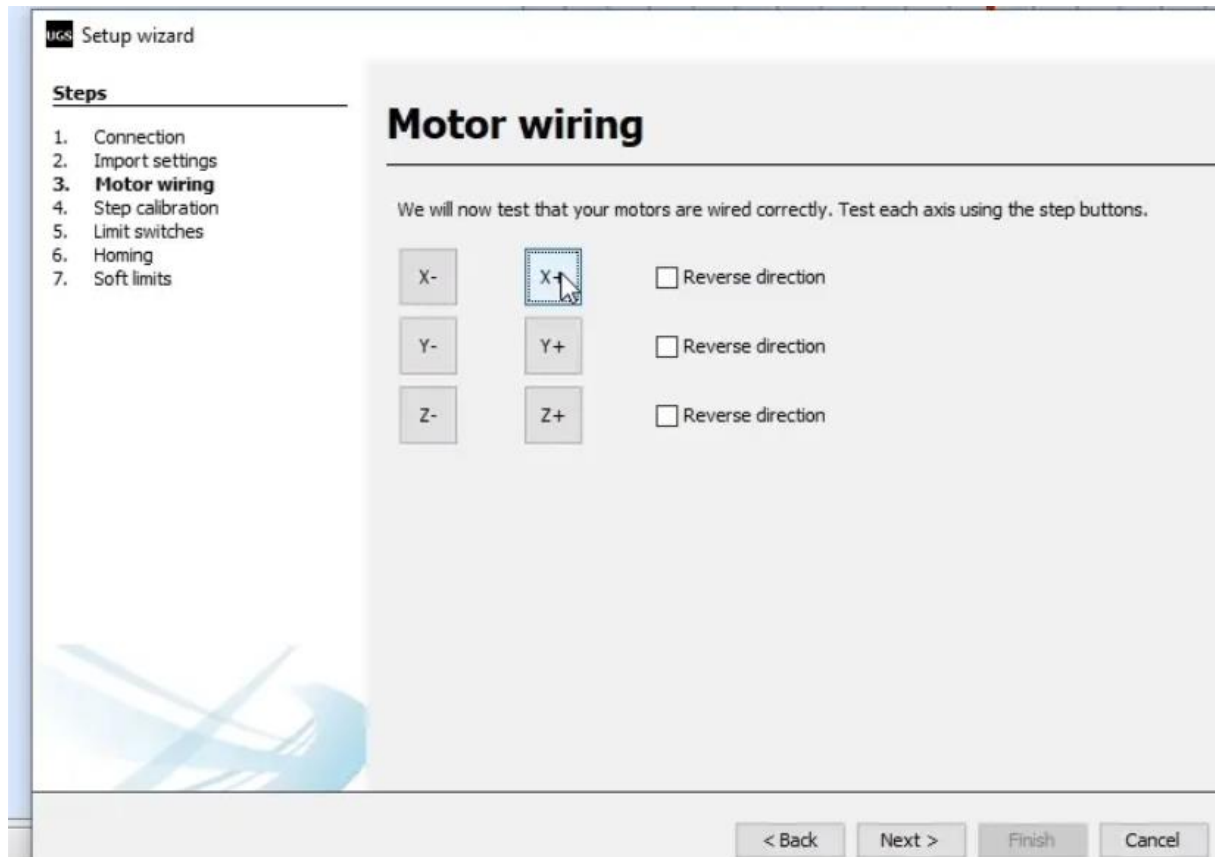 UGS Setup wizard
Steps
1. Connection
2. Import settings
3. Motor wiring
4. Step calibration
5. Limit switches
6. Homing
7. Soft limits
Motor wiring
We will now test that your motors are wired correctly. Test each axis using the step buttons.
X- X+ Reverse direction
Y- Y+ Reverse direction
Z- Z+ Reverse direction
< Back Next > Finish Cancel